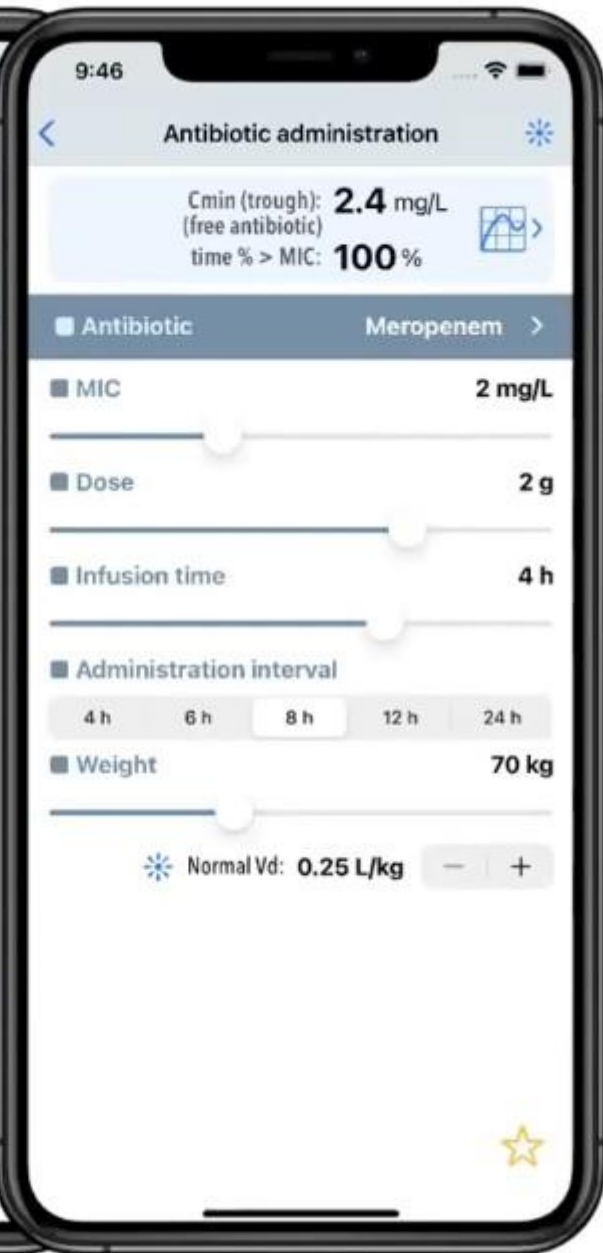 9:46
Antibiotic administration
Cmin (trough): 2.4 mg/L
(free antibiotic)
time % > MIC: 100 %
Antibiotic Meropenem
MIC 2 mg/L
Dose 2 g
Infusion time 4 h
Administration interval
4 h 6 h 8 h 12 h 24 h
Weight 70 kg
Normal Vd: 0.25 L/kg − +